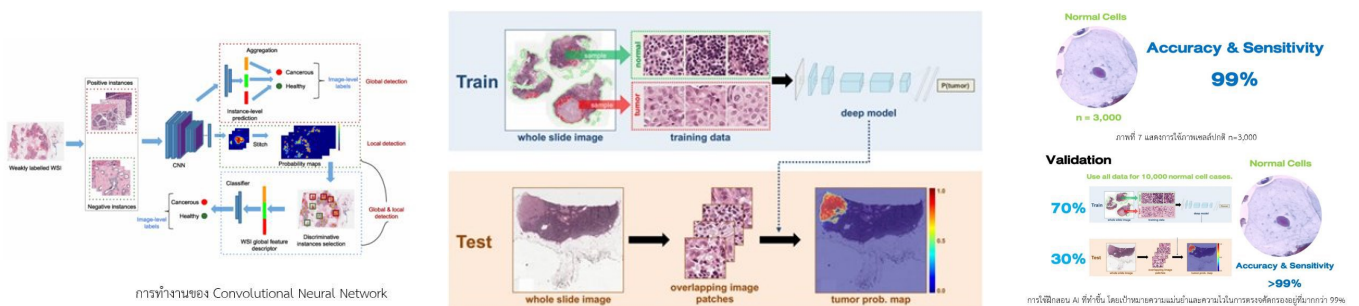 Aggregation
Positive instances
Cancerous
Healthy
Image-level
labels
Global detection
Instance-level
prediction
Weakly labelled WSI
CNN
Stitch
Probability maps
Local detection
Classifier
Image-level
labels
Cancerous
Healthy
Global & local
detection
Negative instances
WSI global feature
descriptor
Discriminative
instances selection
การทำงานของ Convolutional Neural Network
Train
sample
sample
normal
tumor
whole slide image
training data
deep model
P(tumor)
Test
whole slide image
overlapping image
patches
tumor prob. map
1.0
0.5
0.0
Normal Cells
Accuracy & Sensitivity
99%
n = 3,000
ภาพที่ 7 แสดงการใช้ภาพเซลล์ปกติ n=3,000
Validation
Use all data for 10,000 normal cell cases.
Normal Cells
70%
Train
30%
Test
Accuracy & Sensitivity
>99%
การใช้ฝึกสอน AI ที่ทำขึ้น โดยเป้าหมายความแม่นยำและความไวในการตรวจคัดกรองอยู่ที่มากกว่า 99%